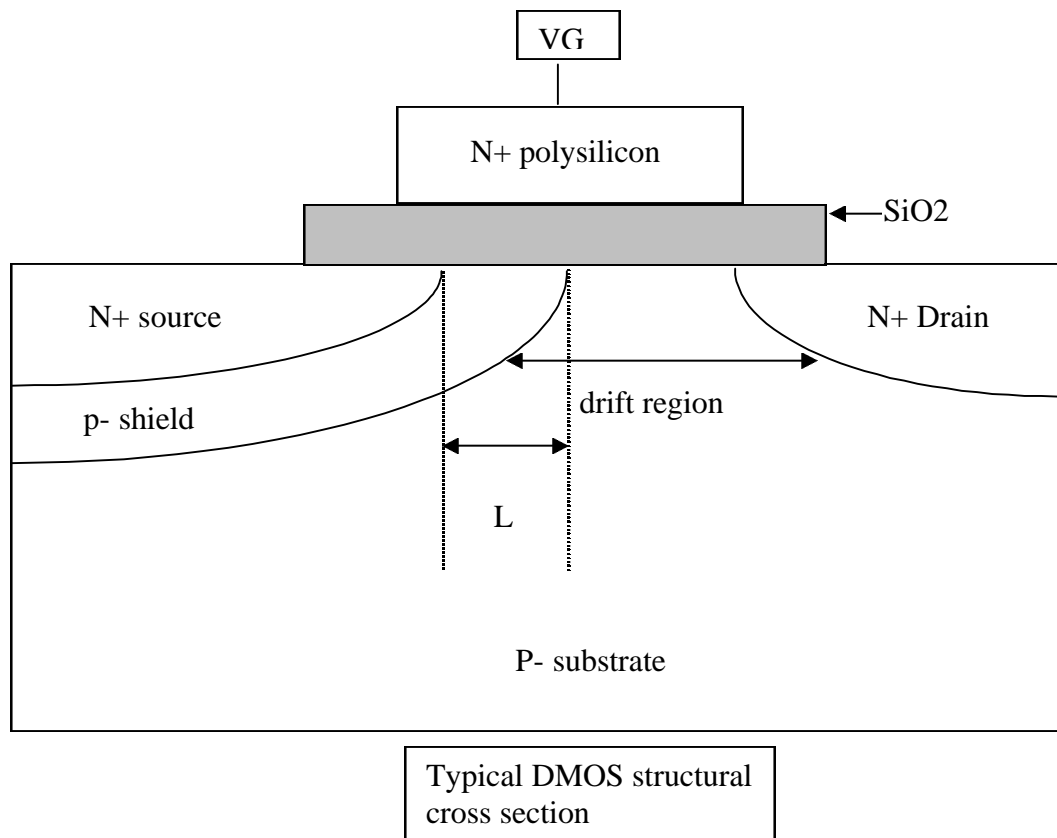 VG
N+ polysilicon
SiO2
N+ source
N+ Drain
p- shield
drift region
L
P- substrate
Typical DMOS structural
cross section